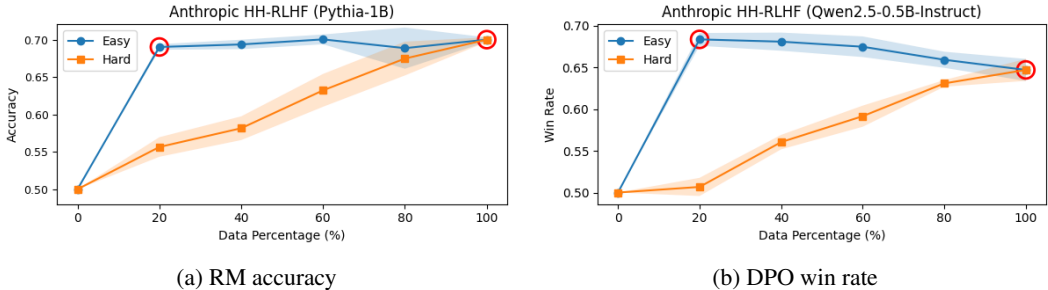 Anthropic HH-RLHF (Pythia-1B)
Easy
Hard
0.70
0.65
0.60
0.55
0.50
Accuracy
0 20 40 60 80 100
Data Percentage (%)
(a) RM accuracy
Anthropic HH-RLHF (Qwen2.5-0.5B-Instruct)
Easy
Hard
0.70
0.65
0.60
0.55
0.50
Win Rate
0 20 40 60 80 100
Data Percentage (%)
(b) DPO win rate